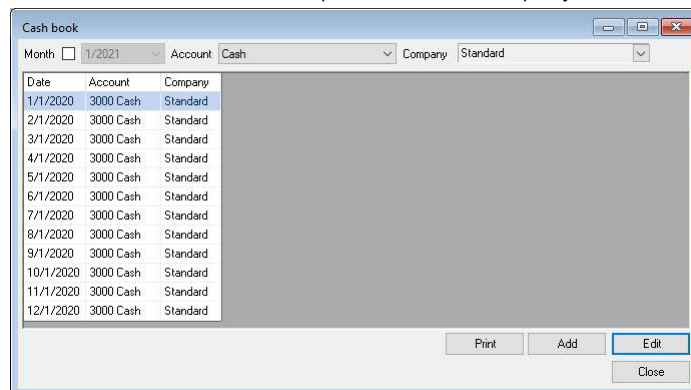 Cash book
Month 1/2021 Account Cash Company Standard
Date Account Company
1/1/2020 3000 Cash Standard
2/1/2020 3000 Cash Standard
3/1/2020 3000 Cash Standard
4/1/2020 3000 Cash Standard
5/1/2020 3000 Cash Standard
6/1/2020 3000 Cash Standard
7/1/2020 3000 Cash Standard
8/1/2020 3000 Cash Standard
9/1/2020 3000 Cash Standard
10/1/2020 3000 Cash Standard
11/1/2020 3000 Cash Standard
12/1/2020 3000 Cash Standard
Print Add Edit
Close